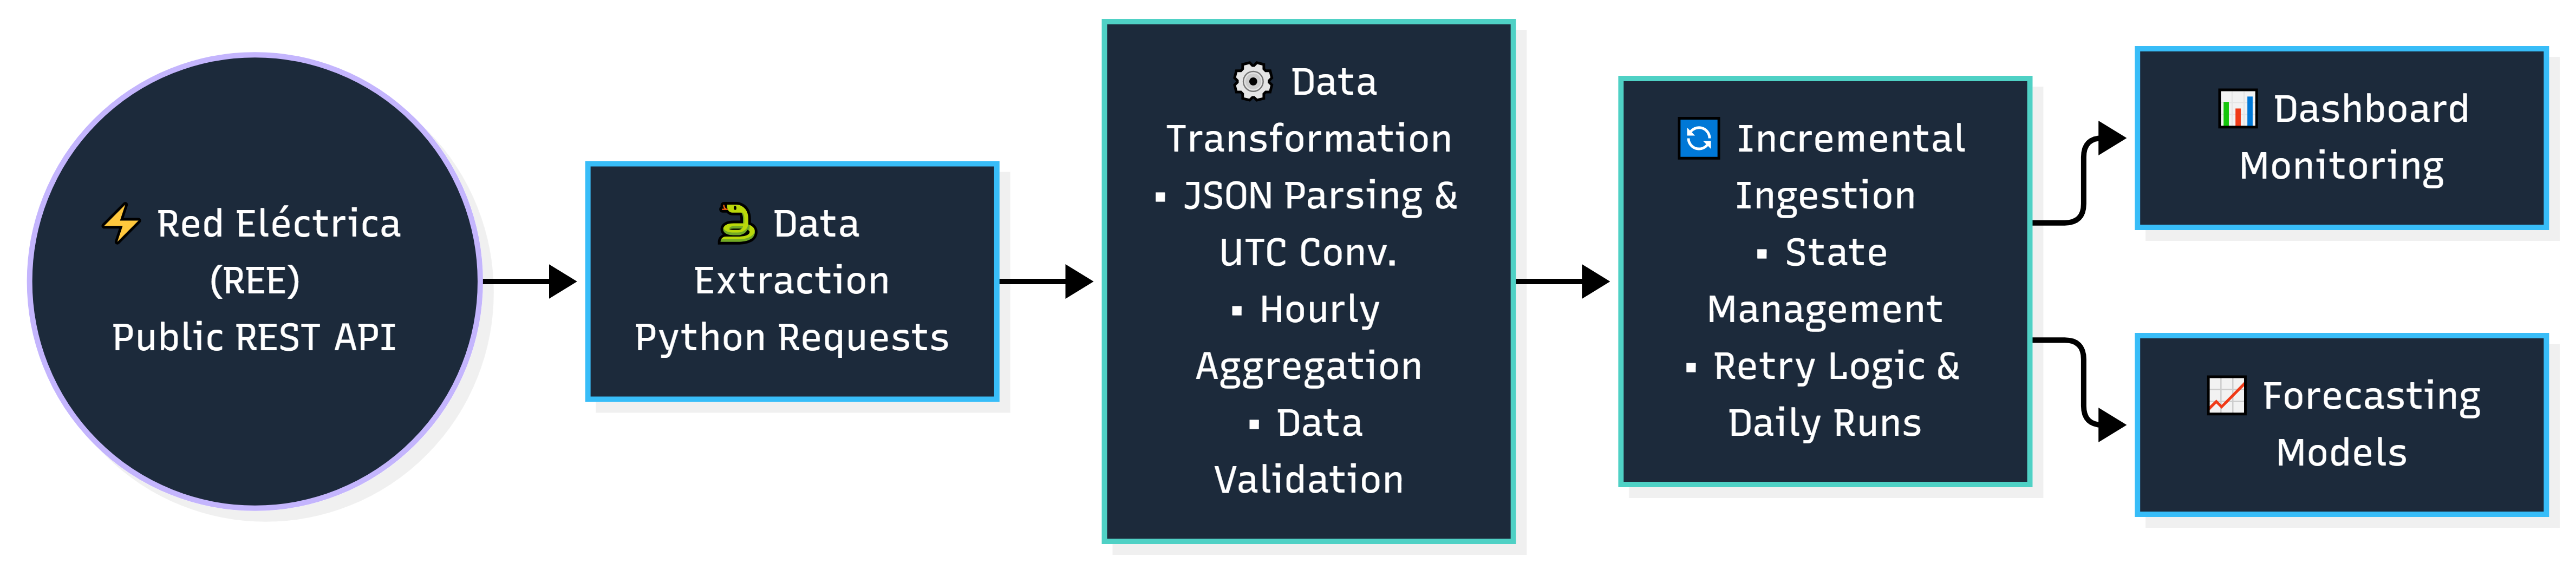 ⚡ Red Eléctrica
(REE)
Public REST API
🐍 Data
Extraction
Python Requests
⚙️ Data
Transformation
▪ JSON Parsing &
UTC Conv.
▪ Hourly
Aggregation
▪ Data
Validation
🔄 Incremental
Ingestion
▪ State
Management
▪ Retry Logic &
Daily Runs
📊 Dashboard
Monitoring
📈 Forecasting
Models